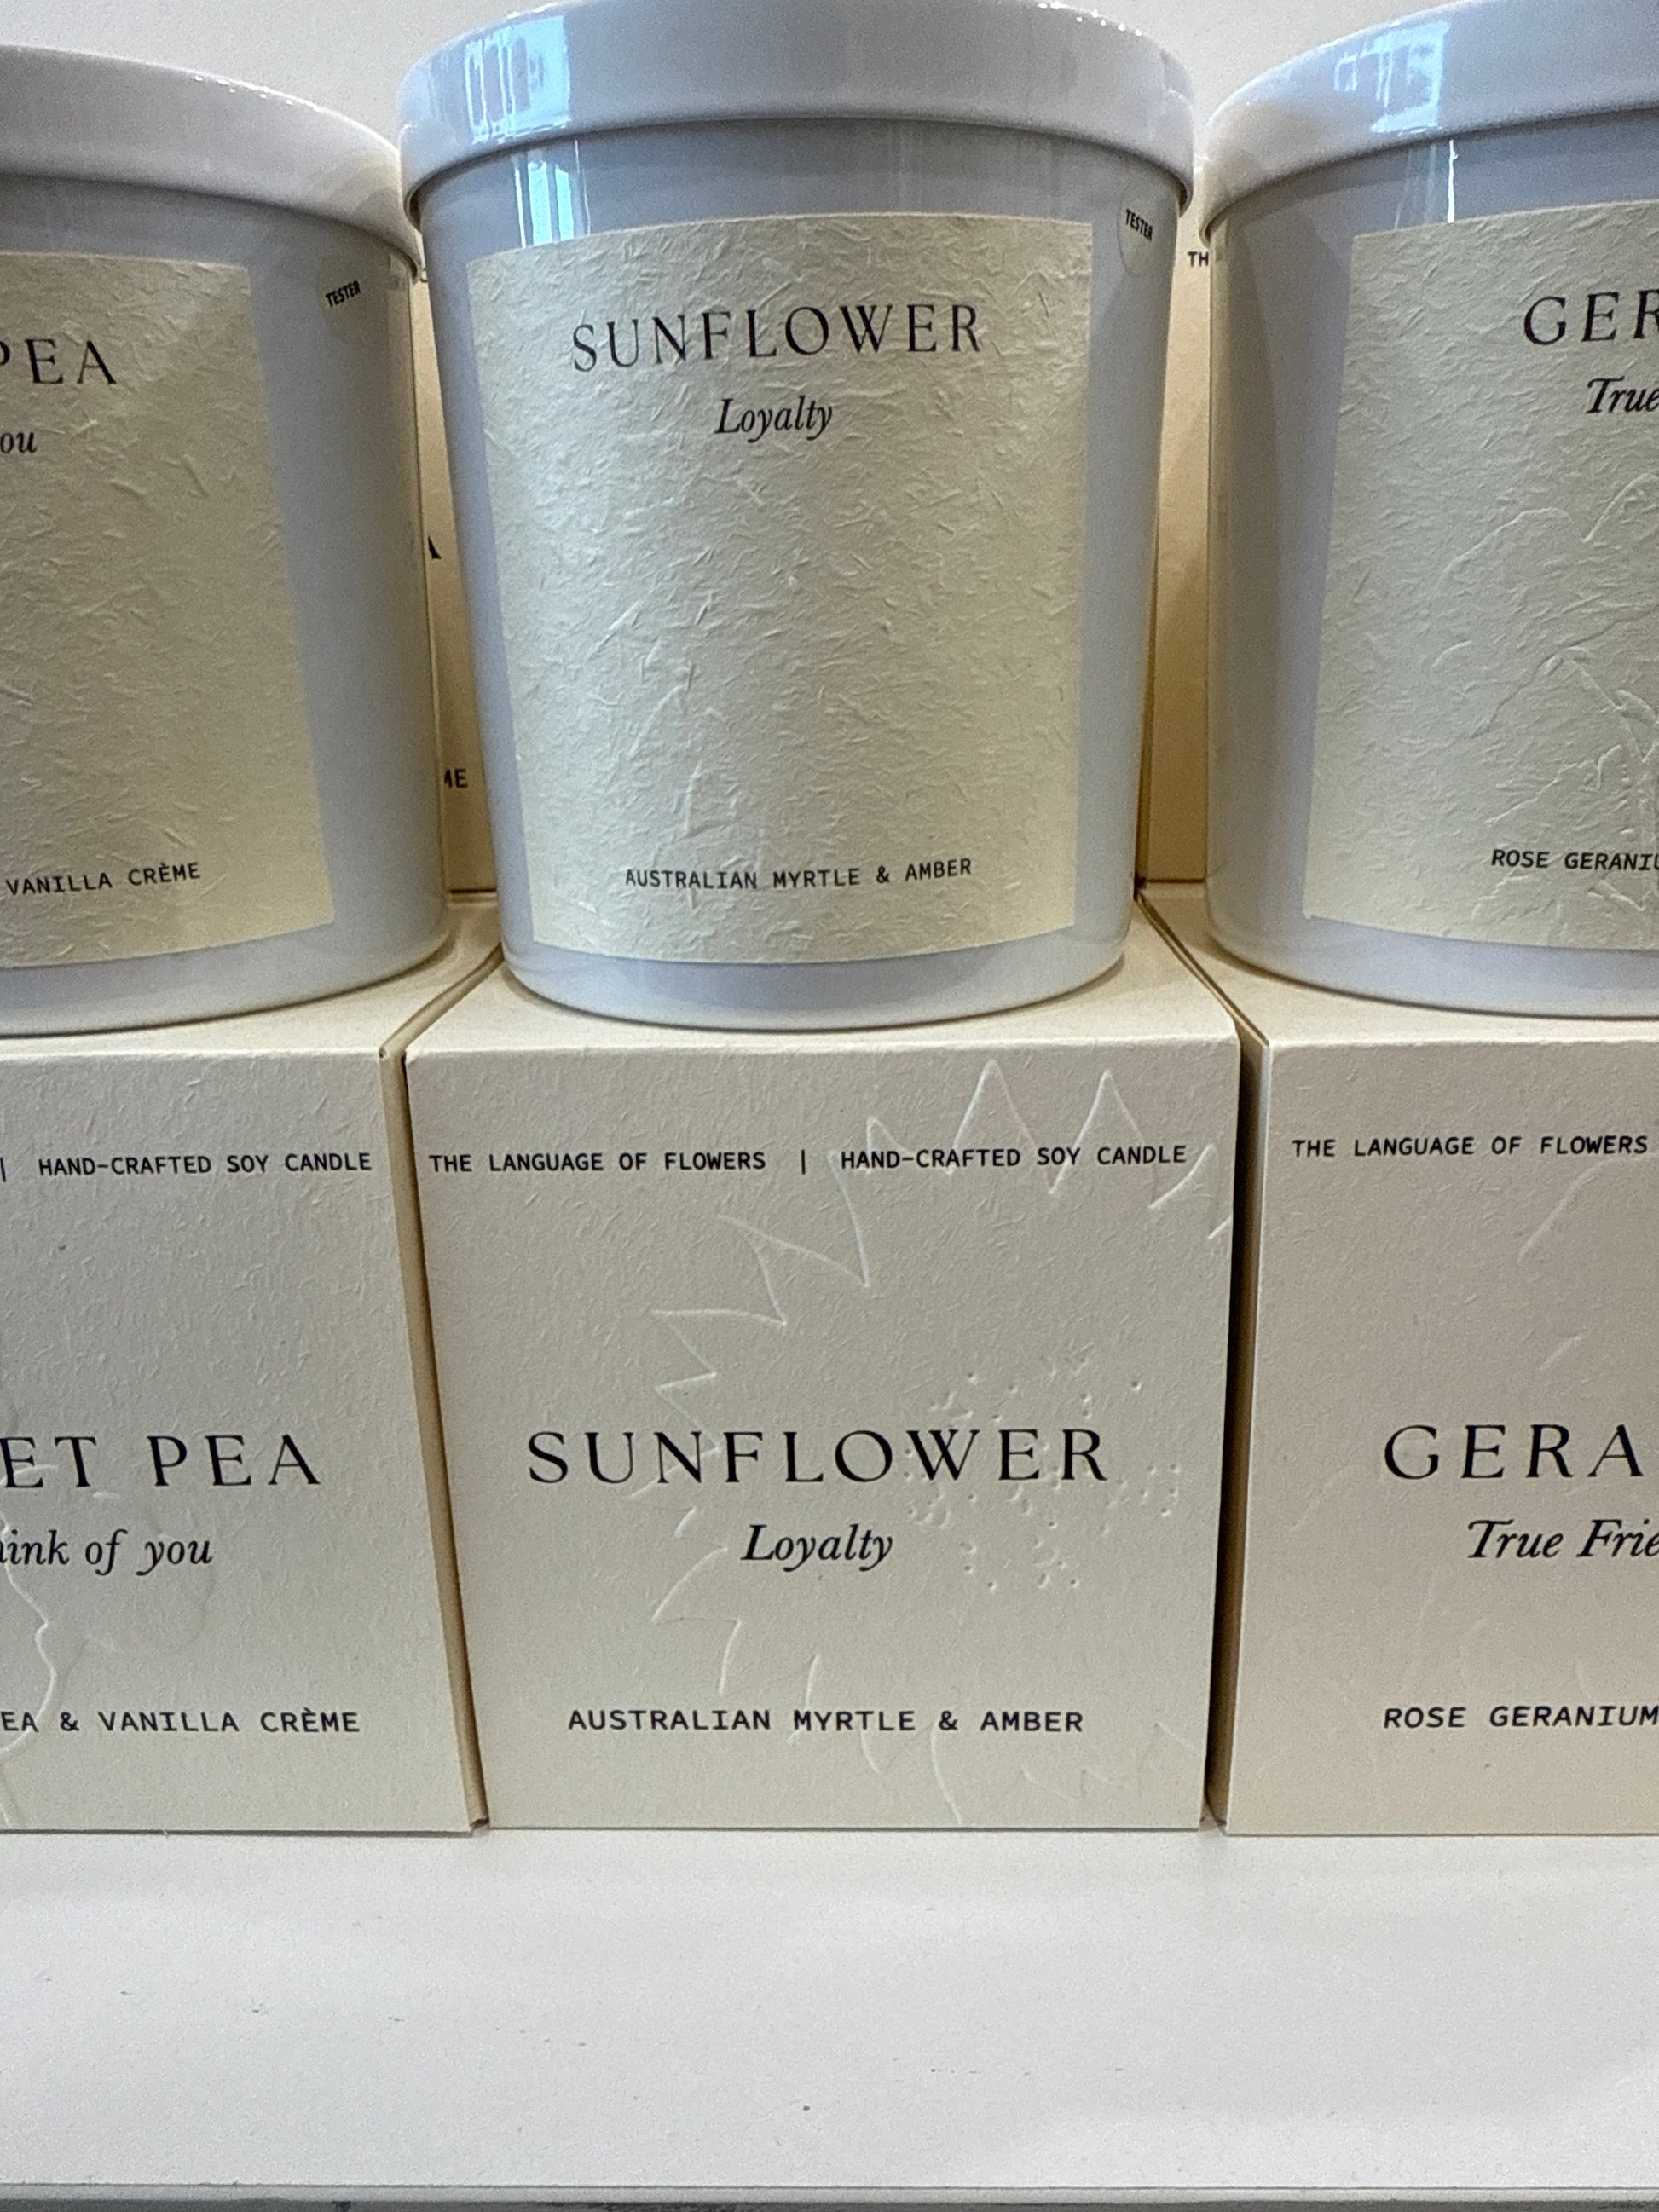 PEA
ou
VANILLA CRÈME
TESTER
ME
SUNFLOWER
Loyalty
AUSTRALIAN MYRTLE & AMBER
TESTER
TH
GER
True
ROSE GERANIU
| HAND-CRAFTED SOY CANDLE
ET PEA
ink of you
EA & VANILLA CRÈME
THE LANGUAGE OF FLOWERS | HAND-CRAFTED SOY CANDLE
SUNFLOWER
Loyalty
AUSTRALIAN MYRTLE & AMBER
THE LANGUAGE OF FLOWERS
GERA
True Frie
ROSE GERANIUM